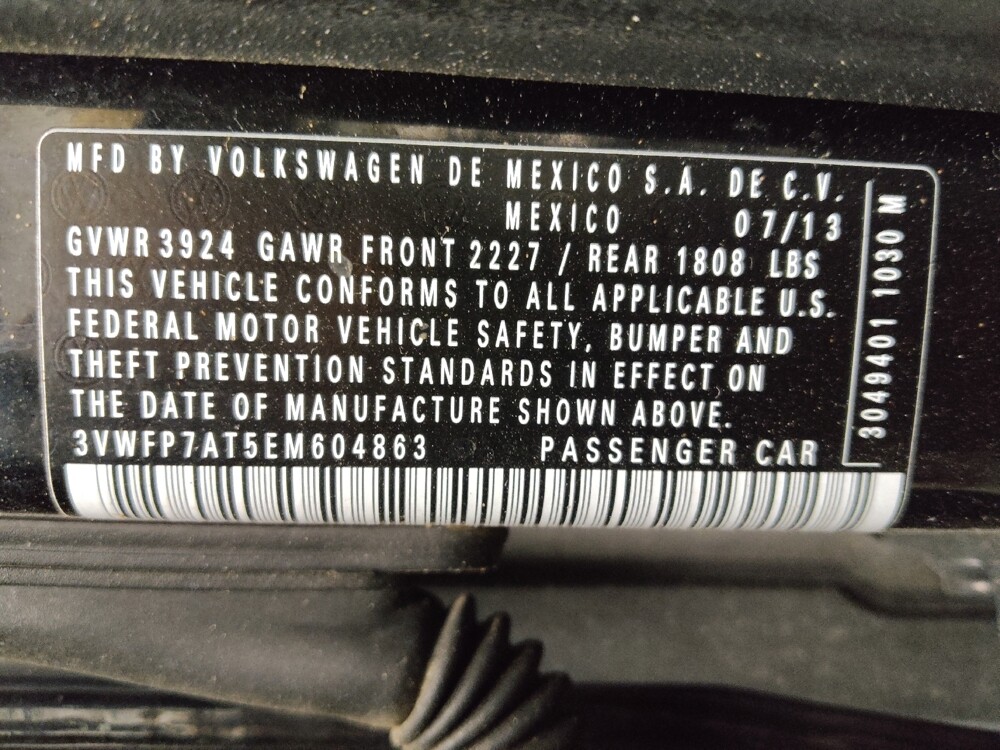 MFD BY VOLKSWAGEN DE MEXICO S.A. DE C.V.
MEXICO 07/13
GVWR 3924 GAWR FRONT 2227 / REAR 1808 LBS
THIS VEHICLE CONFORMS TO ALL APPLICABLE U.S.
FEDERAL MOTOR VEHICLE SAFETY, BUMPER AND
THEFT PREVENTION STANDARDS IN EFFECT ON
THE DATE OF MANUFACTURE SHOWN ABOVE.
3VWFP7AT5EM604863 PASSENGER CAR
3049401 1030 M